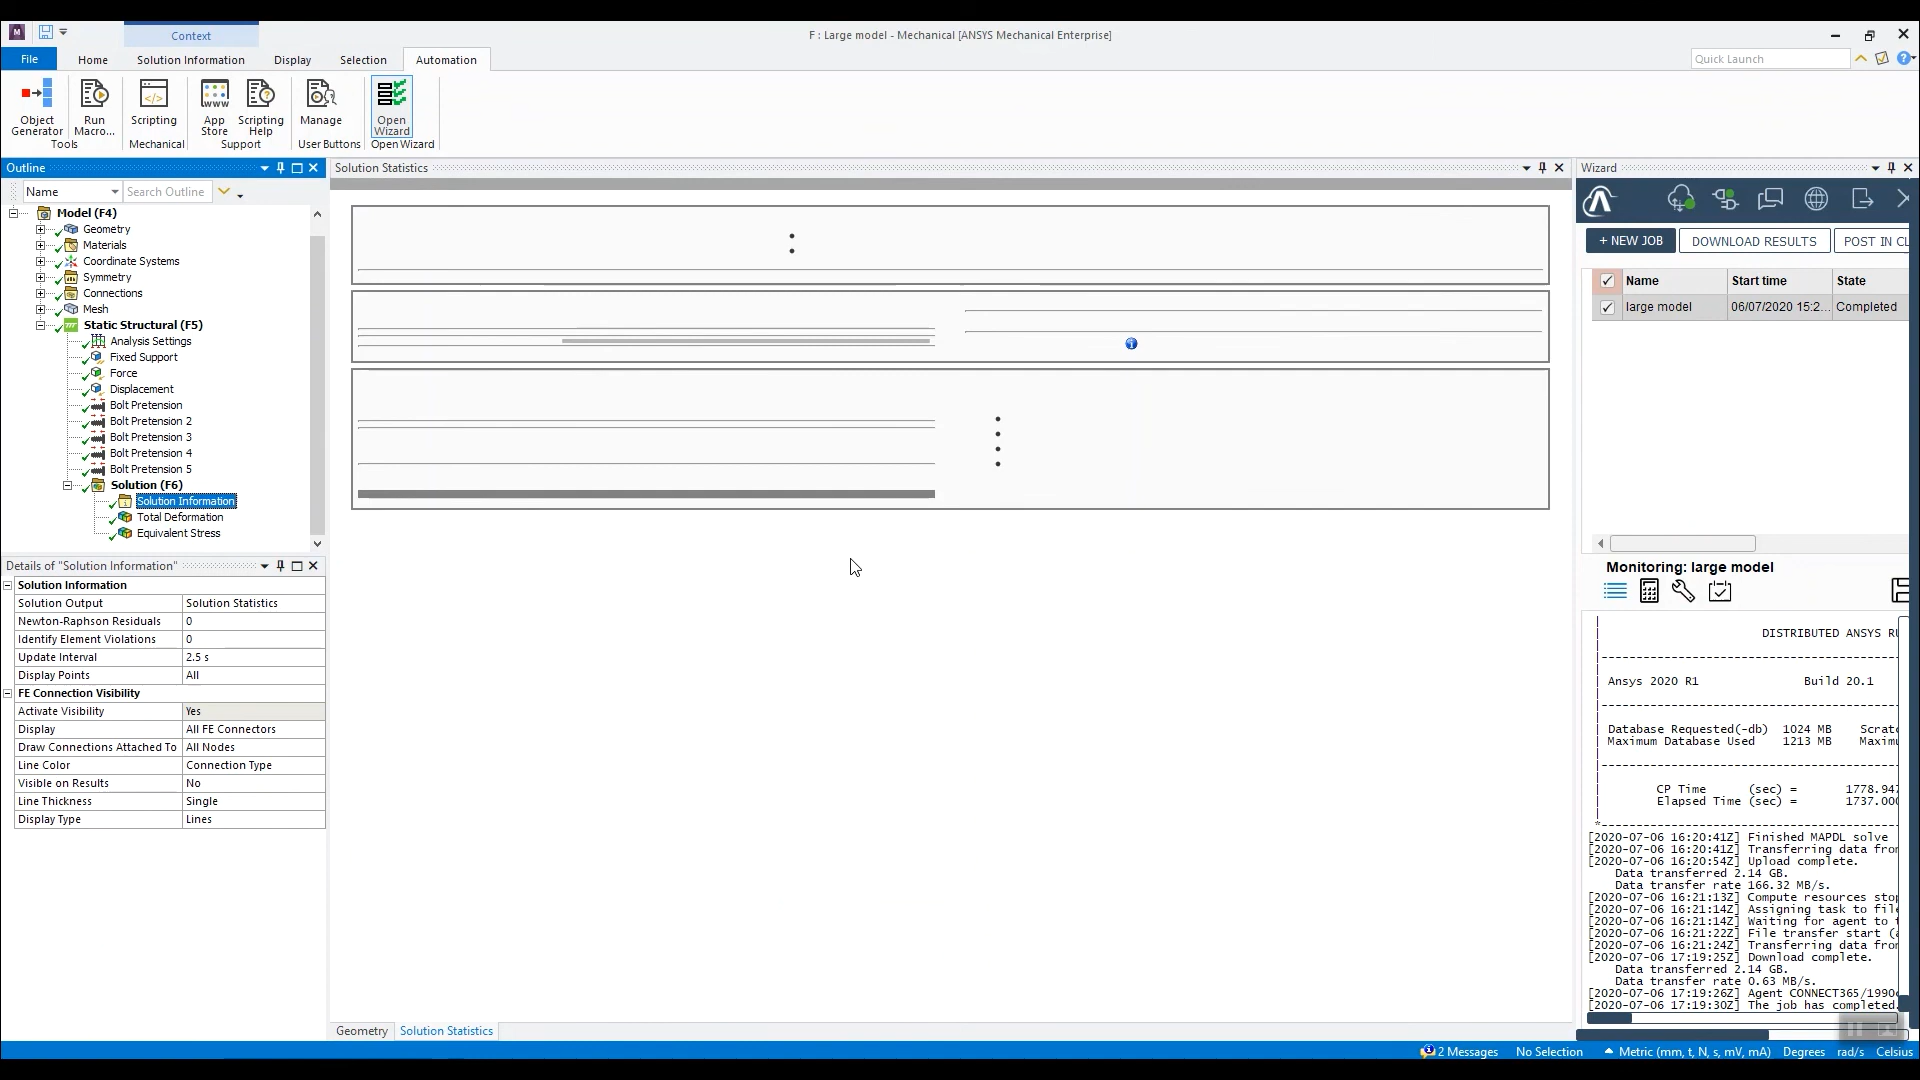 Context
F : Large model - Mechanical [ANSYS Mechanical Enterprise]
File
Home
Solution Information
Display
Selection
Automation
Quick Launch
Object Generator
Run Macro...
Scripting
App Store
Scripting Help
Manage
Open Wizard
Tools
Mechanical
Support
User Buttons
Open Wizard
Outline
Name
Search Outline
Model (F4)
Geometry
Materials
Coordinate Systems
Symmetry
Connections
Mesh
Static Structural (F5)
Analysis Settings
Fixed Support
Force
Displacement
Bolt Pretension
Bolt Pretension 2
Bolt Pretension 3
Bolt Pretension 4
Bolt Pretension 5
Solution (F6)
Solution Information
Total Deformation
Equivalent Stress
Details of "Solution Information"
Solution Information
Solution Output Solution Statistics
Newton-Raphson Residuals 0
Identify Element Violations 0
Update Interval 2.5 s
Display Points All
FE Connection Visibility
Activate Visibility Yes
Display All FE Connectors
Draw Connections Attached To All Nodes
Line Color Connection Type
Visible on Results No
Line Thickness Single
Display Type Lines
Solution Statistics
Geometry
Solution Statistics
Wizard
+ NEW JOB
DOWNLOAD RESULTS
POST IN CL
Name Start time State
large model 06/07/2020 15:2... Completed
Monitoring: large model
DISTRIBUTED ANSYS RU
Ansys 2020 R1 Build 20.1
Database Requested(-db) 1024 MB Scratc
Maximum Database Used 1213 MB Maximu
CP Time (sec) = 1778.947
Elapsed Time (sec) = 1737.000
[2020-07-06 16:20:41Z] Finished MAPDL solve
[2020-07-06 16:20:41Z] Transferring data from
[2020-07-06 16:20:54Z] Upload complete.
Data transferred 2.14 GB.
Data transfer rate 166.32 MB/s.
[2020-07-06 16:21:13Z] Compute resources stop
[2020-07-06 16:21:14Z] Assigning task to file
[2020-07-06 16:21:14Z] Waiting for agent to t
[2020-07-06 16:21:22Z] File transfer start (a
[2020-07-06 16:21:24Z] Transferring data from
[2020-07-06 17:19:25Z] Download complete.
Data transferred 2.14 GB.
Data transfer rate 0.63 MB/s.
[2020-07-06 17:19:26Z] Agent CONNECT365/1990c
[2020-07-06 17:19:30Z] The job has completed.
2 Messages
No Selection
Metric (mm, t, N, s, mV, mA)
Degrees
rad/s
Celsius